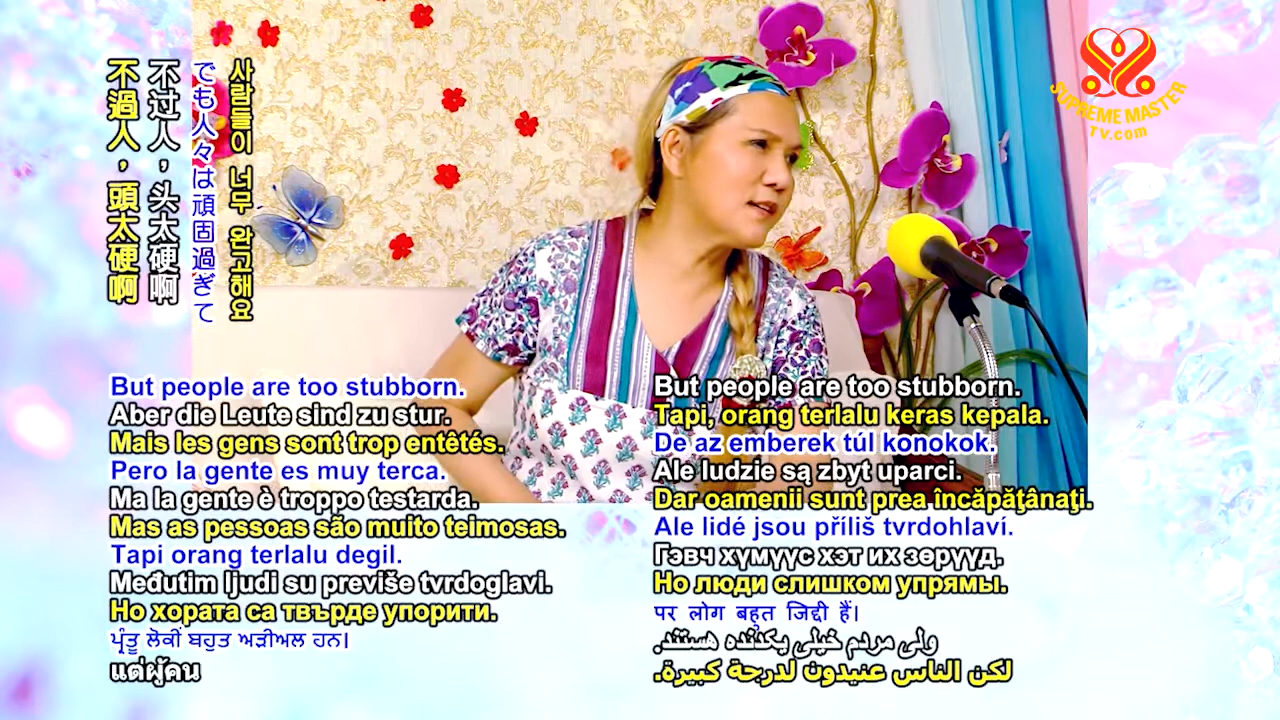 不過人，頭太硬啊
不过人，头太硬啊
でも人々は頑固過ぎて
사람들이 너무 완고해요
SUPREME MASTER
TV.com
But people are too stubborn.
Aber die Leute sind zu stur.
Mais les gens sont trop entêtés.
Pero la gente es muy terca.
Ma la gente è troppo testarda.
Mas as pessoas são muito teimosas.
Tapi orang terlalu degil.
Međutim ljudi su previše tvrdoglavi.
Но хората са твърде упорити.
ਪ੍ਰੰਤੂ ਲੋਕੀਂ ਬਹੁਤ ਅੜੀਅਲ ਹਨ।
แต่ผู้คน
But people are too stubborn.
Tapi, orang terlalu keras kepala.
De az emberek túl konokok.
Ale ludzie są zbyt uparci.
Dar oamenii sunt prea încăpăţânaţi.
Ale lidé jsou příliš tvrdohlaví.
Гэвч хүмүүс хэт их зөрүүд.
Но люди слишком упрямы.
पर लोग बहुत जिद्दी हैं।
ولی مردم خیلی یکدنده هستند.
لكن الناس عنيدون لدرجة كبيرة.